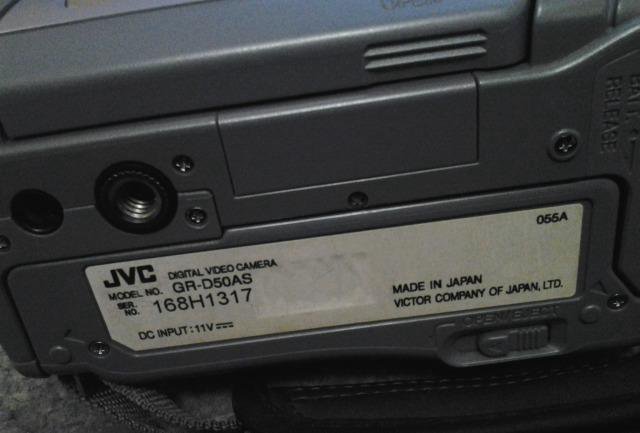 OPEN
BATT.
RELEASE
055A
JVC DIGITAL VIDEO CAMERA
MODEL NO. GR-D50AS
SER. NO. 168H1317
DC INPUT: 11V ⎓
MADE IN JAPAN
VICTOR COMPANY OF JAPAN, LTD.
OPEN/EJECT